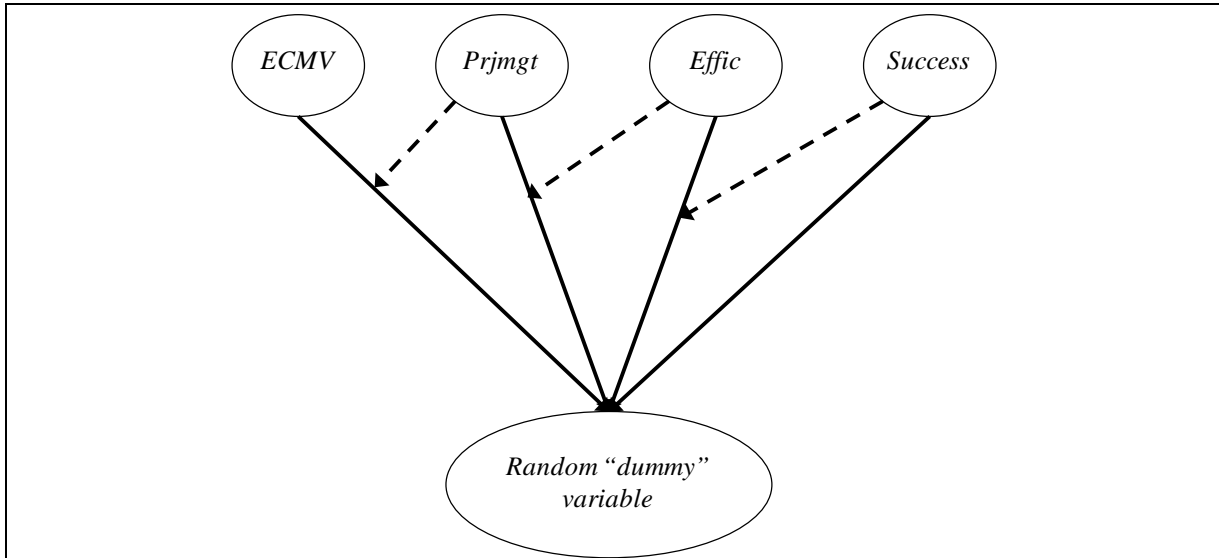 ECMV
Prjmgt
Effic
Success
Random “dummy”
variable